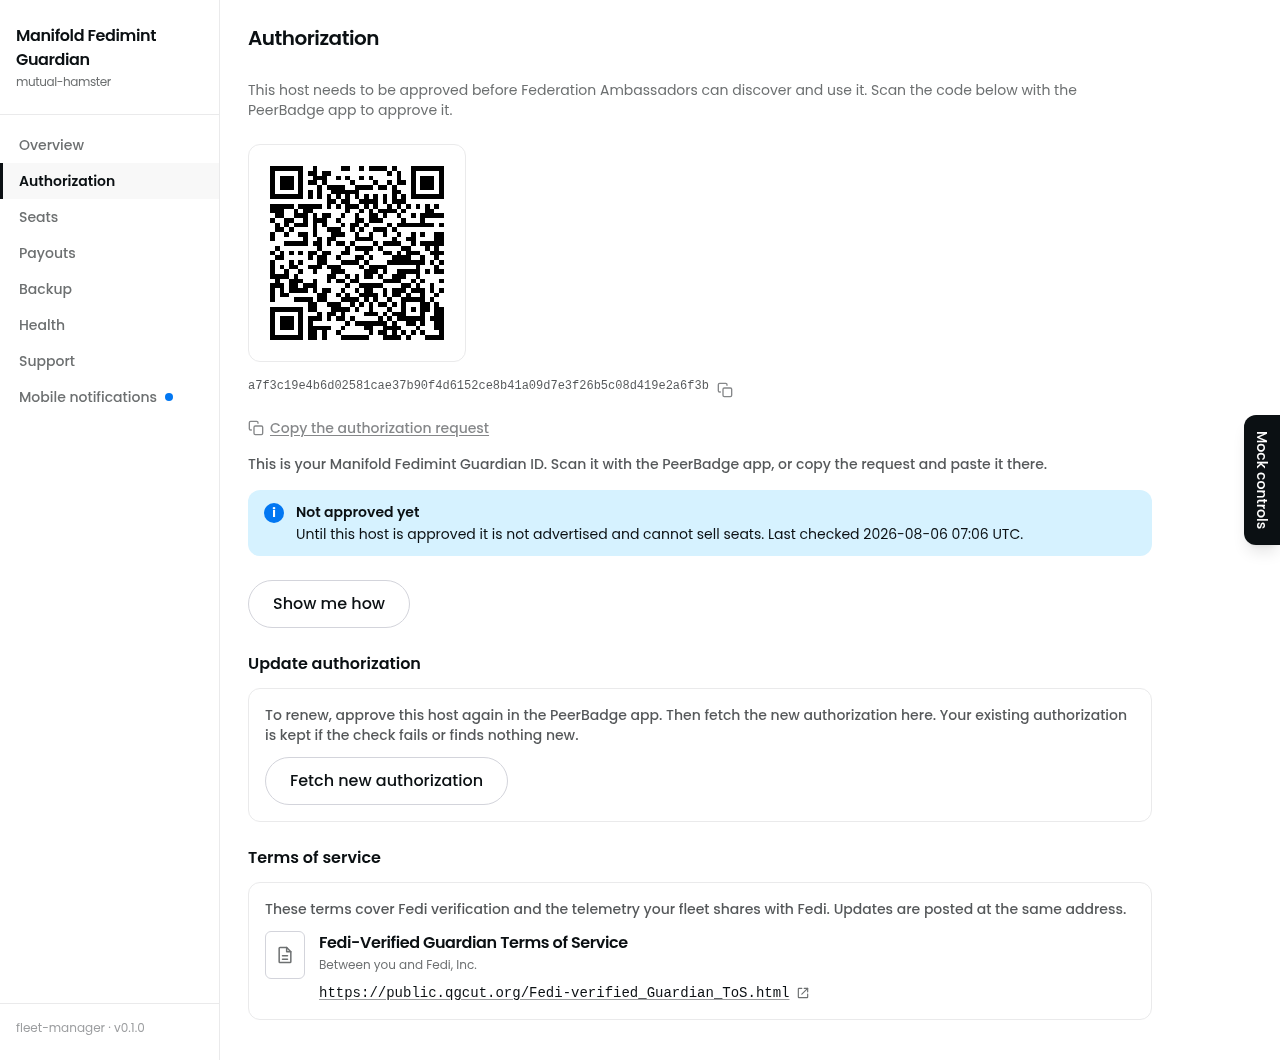 Manifold Fedimint
Guardian
mutual-hamster
Overview
Authorization
Seats
Payouts
Backup
Health
Support
Mobile notifications
fleet-manager · v0.1.0
Authorization
This host needs to be approved before Federation Ambassadors can discover and use it. Scan the code below with the
PeerBadge app to approve it.
a7f3c19e4b6d02581cae37b90f4d6152ce8b41a09d7e3f26b5c08d419e2a6f3b
Copy the authorization request
This is your Manifold Fedimint Guardian ID. Scan it with the PeerBadge app, or copy the request and paste it there.
Not approved yet
Until this host is approved it is not advertised and cannot sell seats. Last checked 2026-08-06 07:06 UTC.
Show me how
Update authorization
To renew, approve this host again in the PeerBadge app. Then fetch the new authorization here. Your existing authorization
is kept if the check fails or finds nothing new.
Fetch new authorization
Terms of service
These terms cover Fedi verification and the telemetry your fleet shares with Fedi. Updates are posted at the same address.
Fedi-Verified Guardian Terms of Service
Between you and Fedi, Inc.
https://public.qgcut.org/Fedi-verified_Guardian_ToS.html
Mock controls